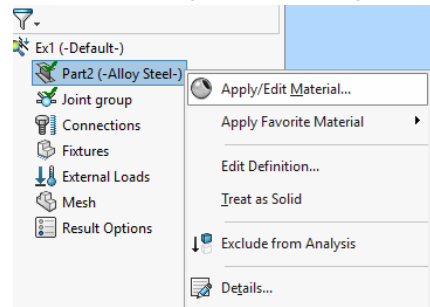 Ex1 (-Default-)
Part2 (-Alloy Steel-)
Joint group
Connections
Fixtures
External Loads
Mesh
Result Options
Apply/Edit Material...
Apply Favorite Material
Edit Definition...
Treat as Solid
Exclude from Analysis
Details...